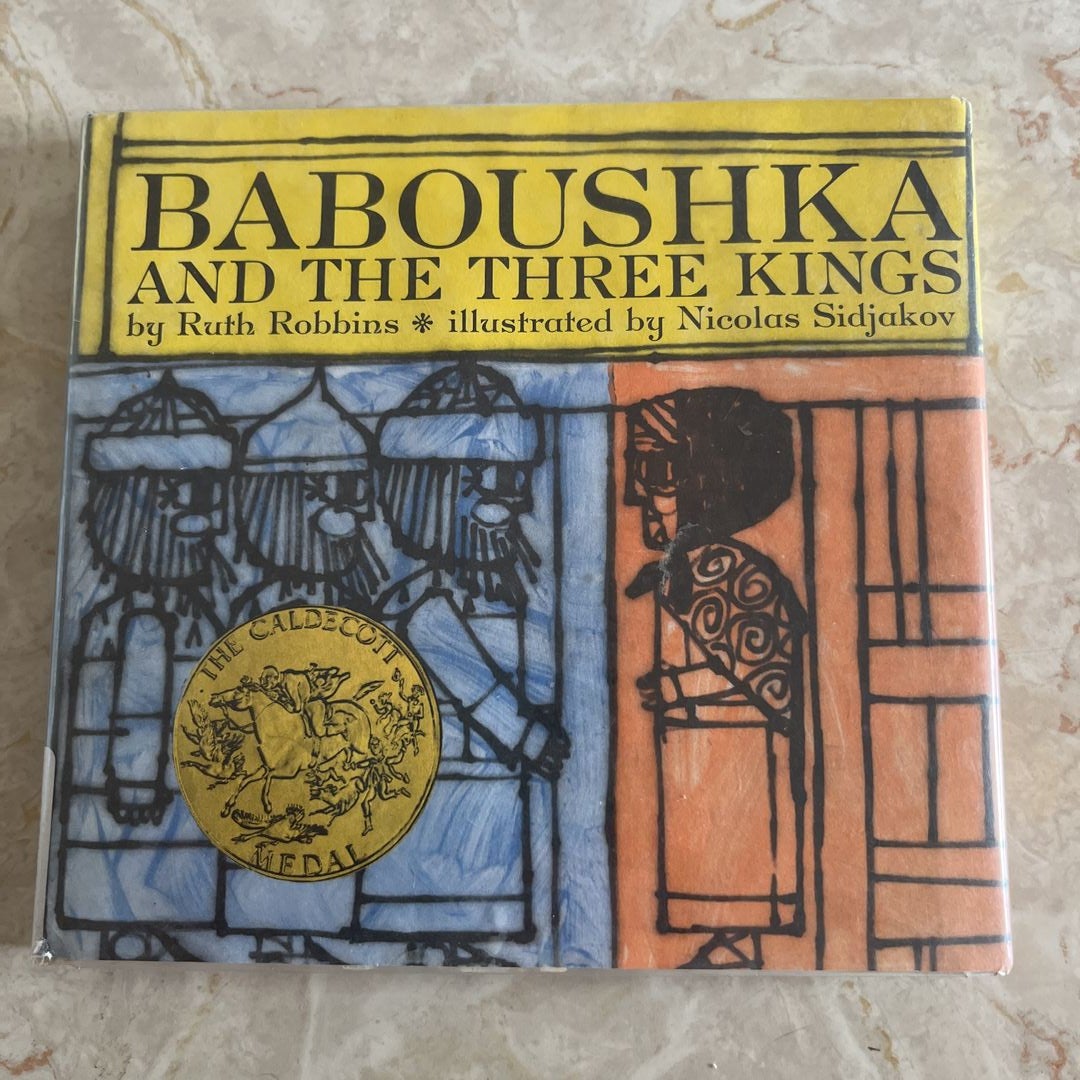 BABOUSHKA
AND THE THREE KINGS
by Ruth Robbins * illustrated by Nicolas Sidjakov
THE CALDECOTT
MEDAL